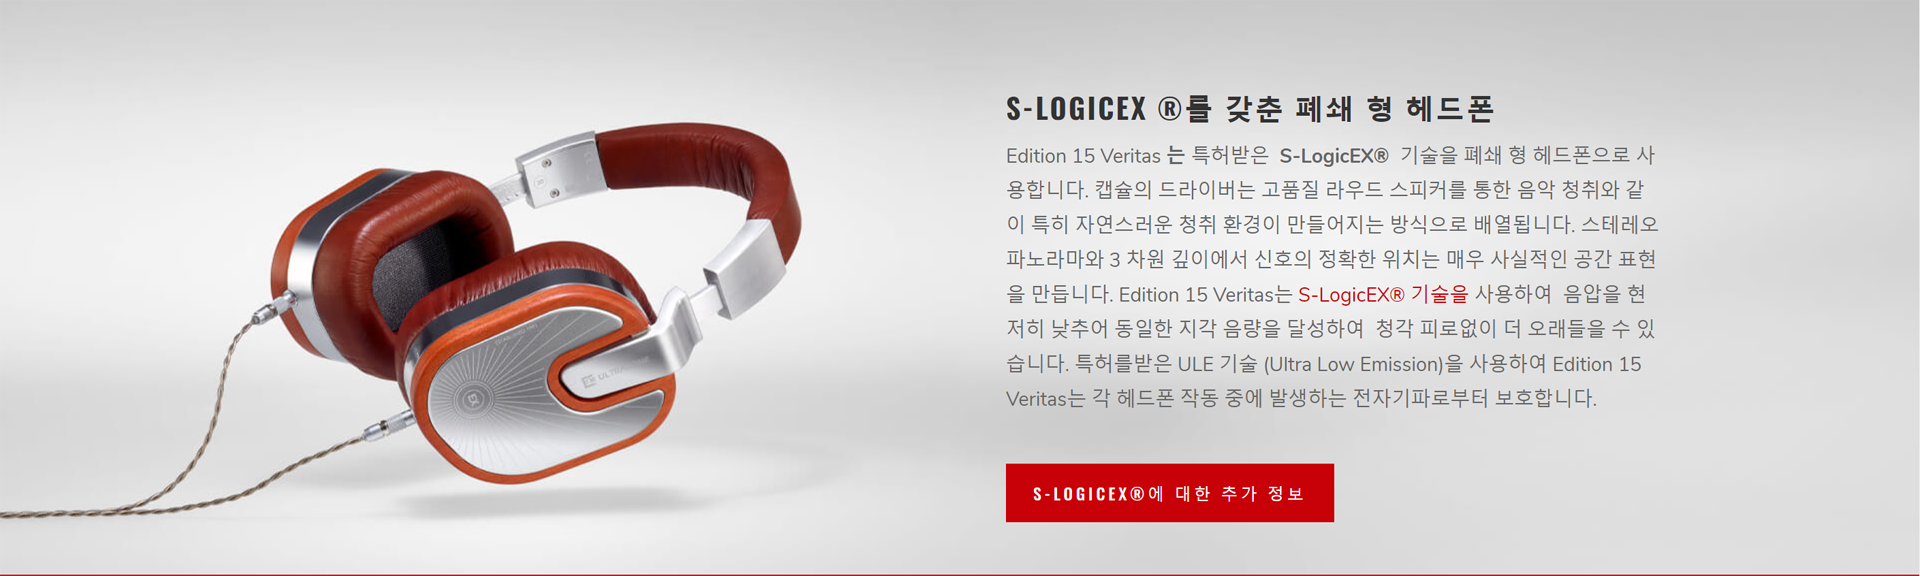 S-LOGICEX ®를 갖춘 폐쇄 형 헤드폰
Edition 15 Veritas 는 특허받은 S-LogicEX® 기술을 폐쇄 형 헤드폰으로 사
용합니다. 캡슐의 드라이버는 고품질 라우드 스피커를 통한 음악 청취와 같
이 특히 자연스러운 청취 환경이 만들어지는 방식으로 배열됩니다. 스테레오
파노라마와 3 차원 깊이에서 신호의 정확한 위치는 매우 사실적인 공간 표현
을 만듭니다. Edition 15 Veritas는 S-LogicEX® 기술을 사용하여 음압을 현
저히 낮추어 동일한 지각 음량을 달성하여 청각 피로없이 더 오래들을 수 있
습니다. 특허를받은 ULE 기술 (Ultra Low Emission)을 사용하여 Edition 15
Veritas는 각 헤드폰 작동 중에 발생하는 전자기파로부터 보호합니다.
S-LOGICEX®에 대한 추가 정보